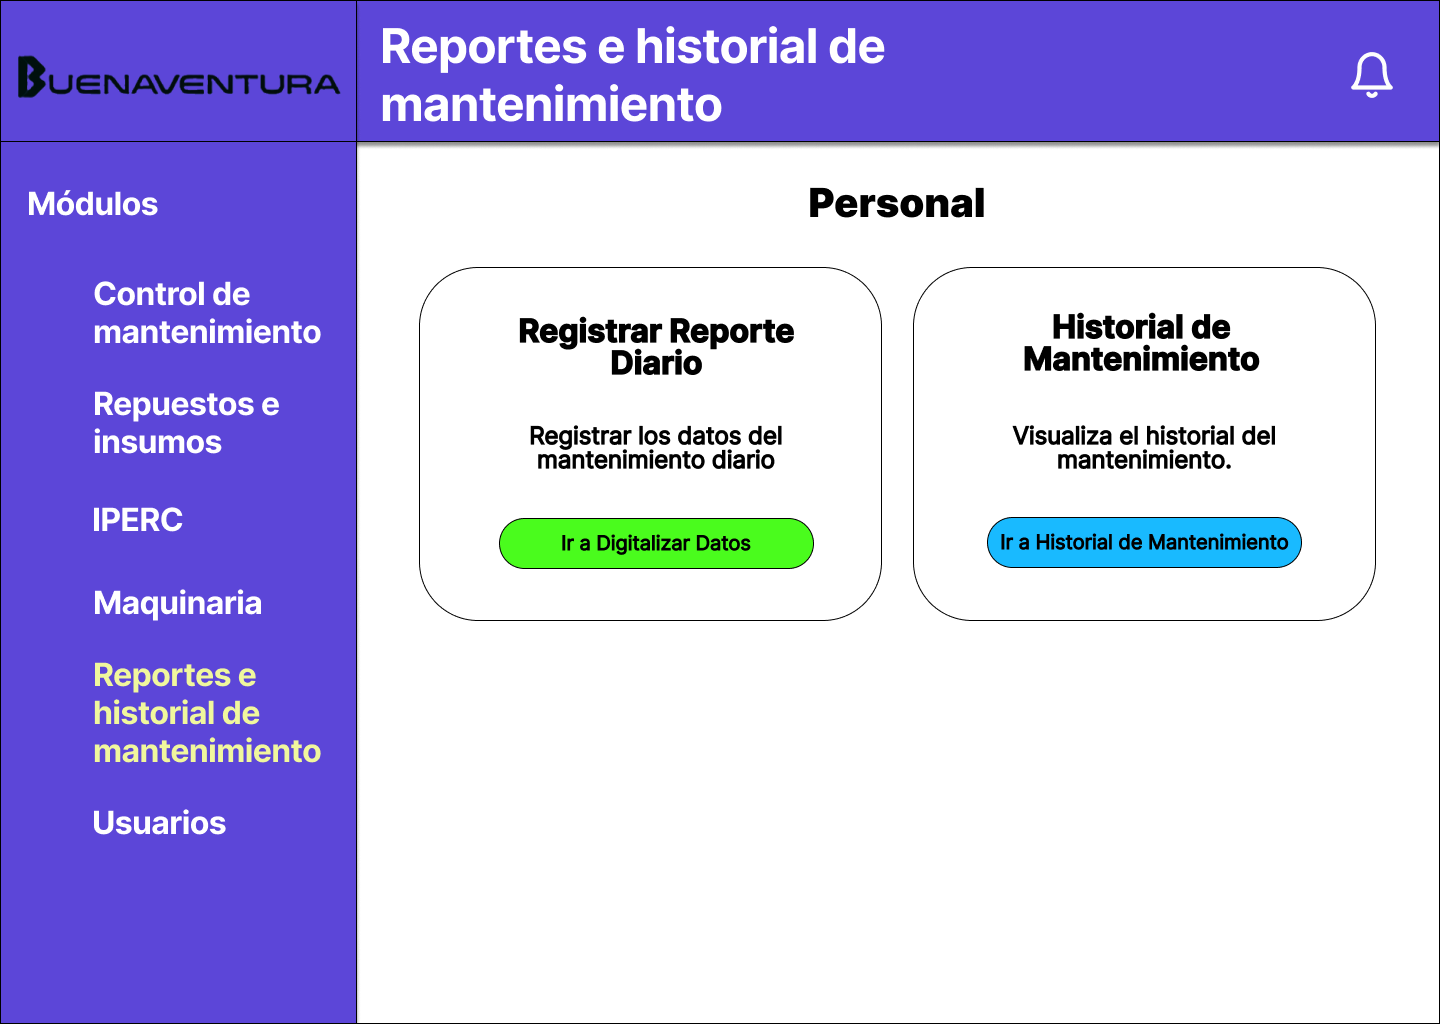 BUENAVENTURA
Reportes e historial de
mantenimiento
Módulos
Control de
mantenimiento
Repuestos e
insumos
IPERC
Maquinaria
Reportes e
historial de
mantenimiento
Usuarios
Personal
Registrar Reporte
Diario
Registrar los datos del
mantenimiento diario
Ir a Digitalizar Datos
Historial de
Mantenimiento
Visualiza el historial del
mantenimiento.
Ir a Historial de Mantenimiento